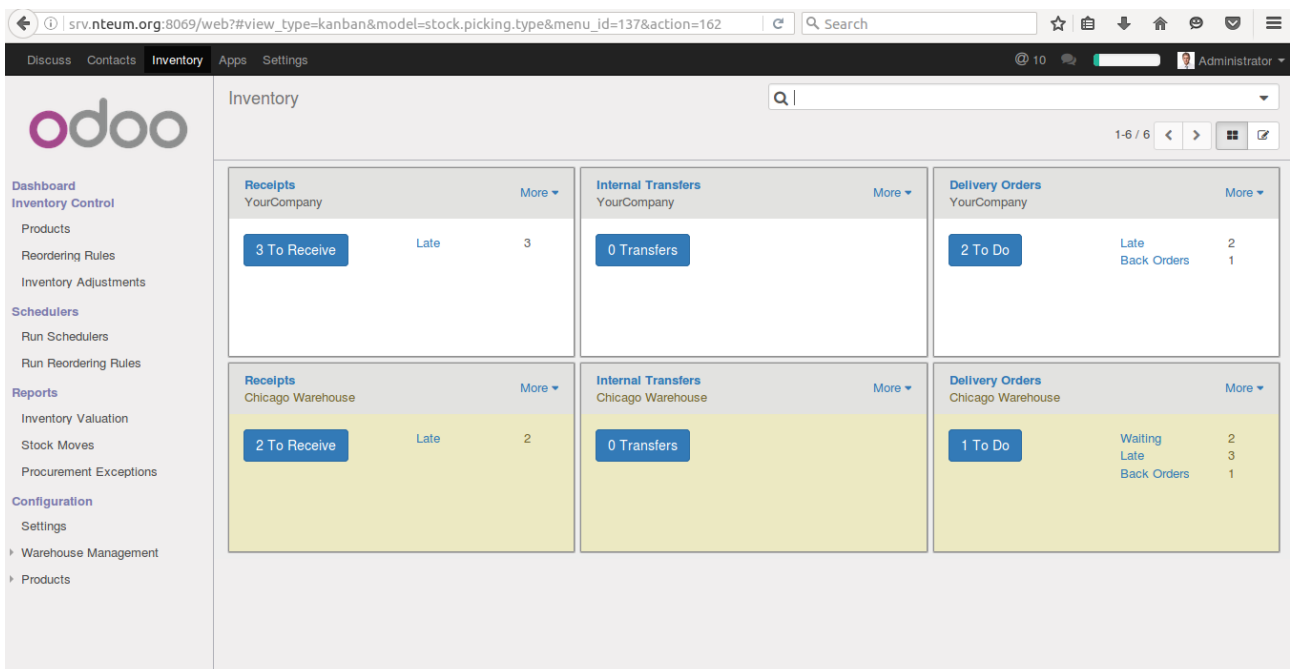 srv.nteum.org:8069/web?#view_type=kanban&model=stock.picking.type&menu_id=137&action=162
Search
Discuss Contacts Inventory Apps Settings
@ 10 Administrator
odoo
Inventory
1-6 / 6
Dashboard
Inventory Control
Products
Reordering Rules
Inventory Adjustments
Schedulers
Run Schedulers
Run Reordering Rules
Reports
Inventory Valuation
Stock Moves
Procurement Exceptions
Configuration
Settings
Warehouse Management
Products
Receipts
YourCompany
More
3 To Receive
Late 3
Internal Transfers
YourCompany
More
0 Transfers
Delivery Orders
YourCompany
More
2 To Do
Late 2
Back Orders 1
Receipts
Chicago Warehouse
More
2 To Receive
Late 2
Internal Transfers
Chicago Warehouse
More
0 Transfers
Delivery Orders
Chicago Warehouse
More
1 To Do
Waiting 2
Late 3
Back Orders 1